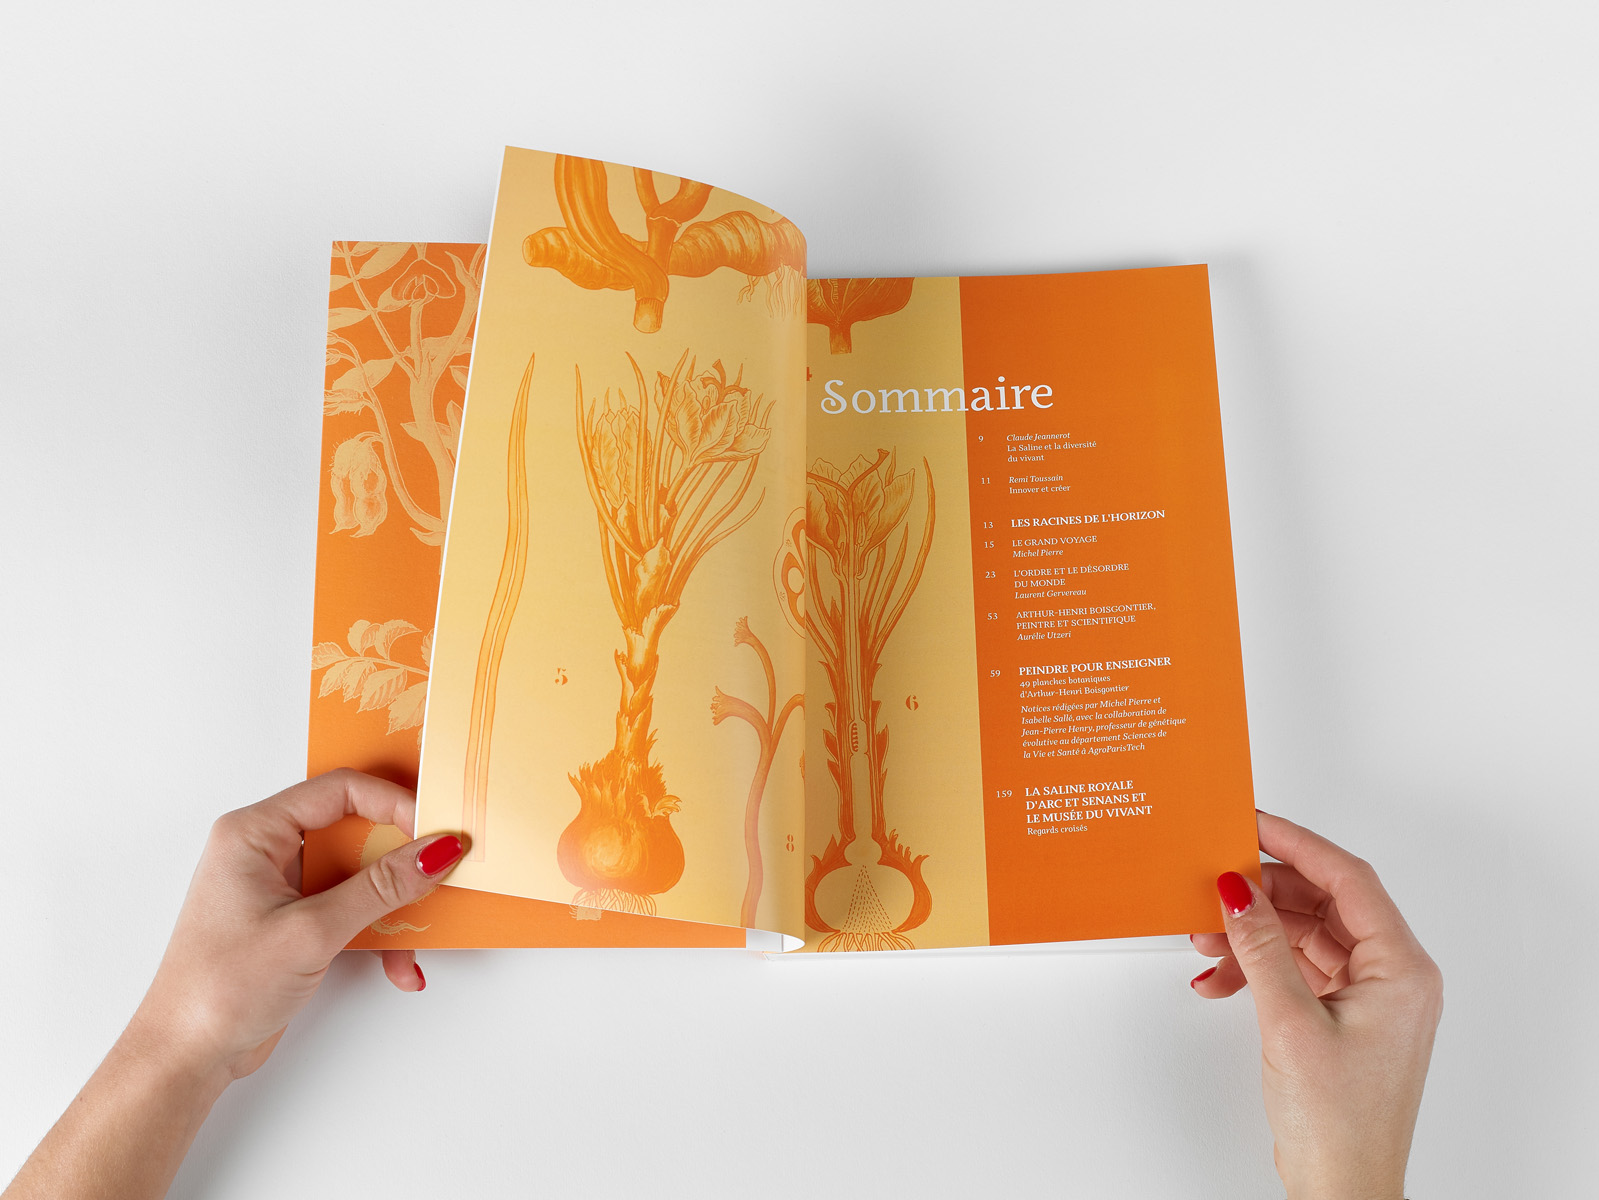 5
8
4
6
Sommaire
9 Claude Jeannerot
La Saline et la diversité
du vivant
11 Remi Toussain
Innover et créer
13 LES RACINES DE L'HORIZON
15 LE GRAND VOYAGE
Michel Pierre
23 L'ORDRE ET LE DÉSORDRE
DU MONDE
Laurent Gervereau
53 ARTHUR-HENRI BOISGONTIER,
PEINTRE ET SCIENTIFIQUE
Aurélie Utzeri
59 PEINDRE POUR ENSEIGNER
49 planches botaniques
d'Arthur-Henri Boisgontier
Notices rédigées par Michel Pierre et
Isabelle Sallé, avec la collaboration de
Jean-Pierre Henry, professeur de génétique
évolutive au département Sciences de
la Vie et Santé à AgroParisTech
159 LA SALINE ROYALE
D'ARC ET SENANS ET
LE MUSÉE DU VIVANT
Regards croisés